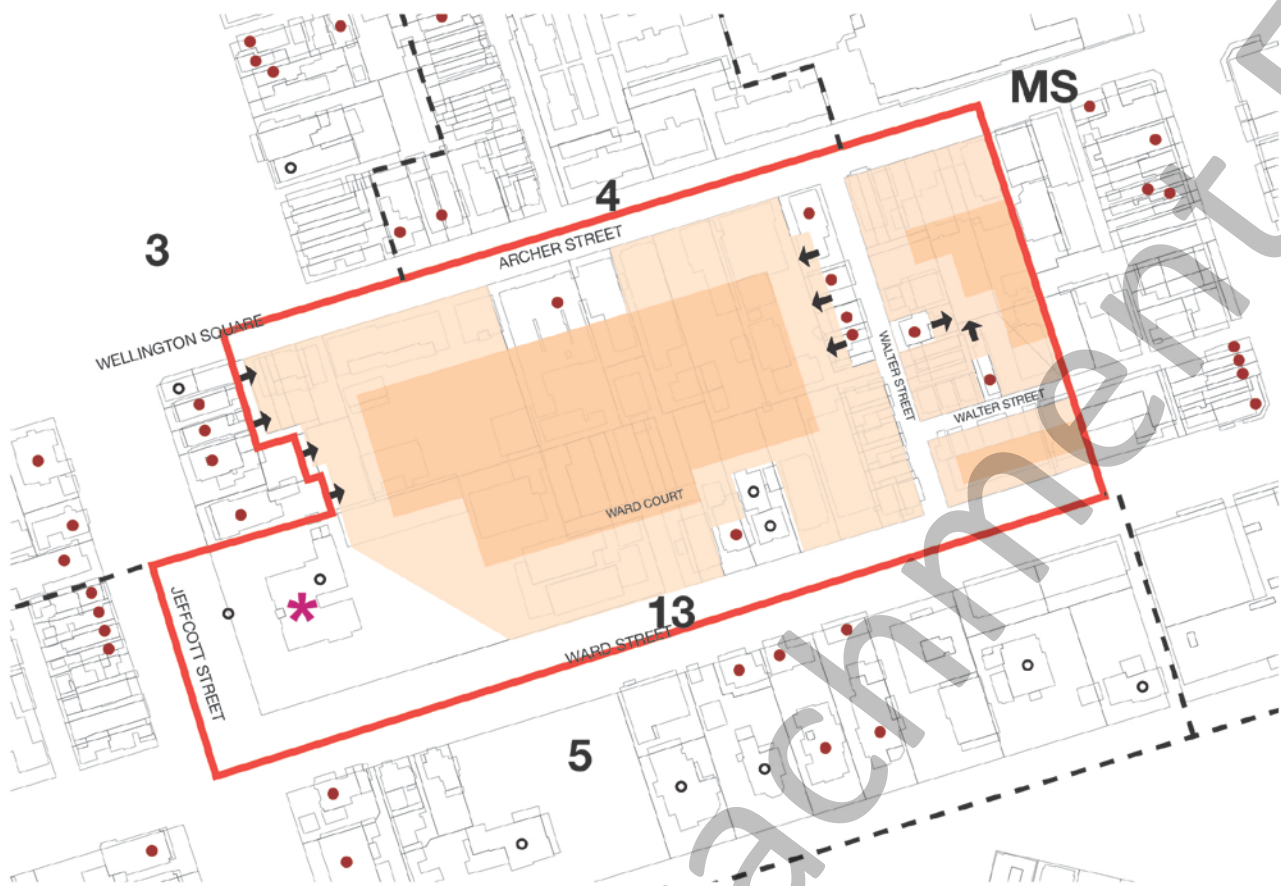 MS
4
3
ARCHER STREET
WELLINGTON SQUARE
WALTER STREET
WALTER STREET
WARD COURT
JEFFCOTT STREET
*
13
WARD STREET
5